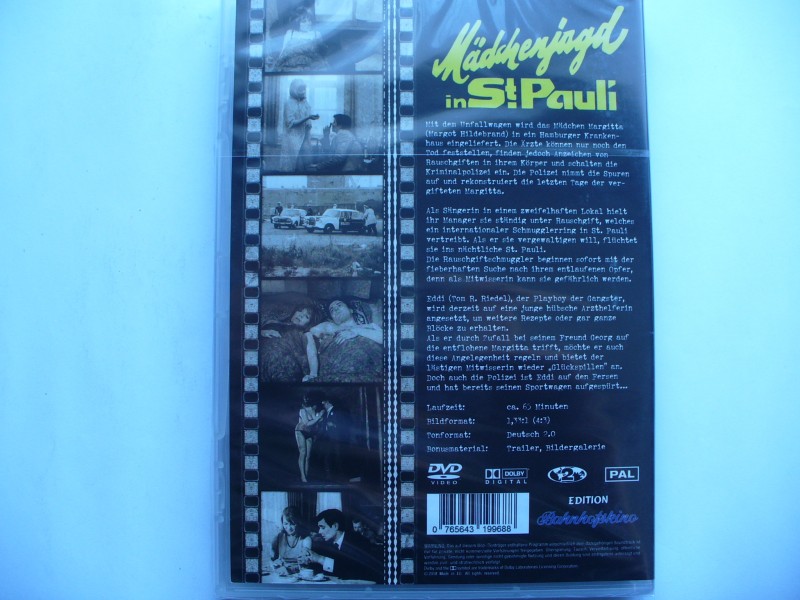 Mädchenjagd
in St. Pauli
Mit dem Unfallwagen wird das Mädchen Margitta
(Margot Hildebrand) in ein Hamburger Kranken-
haus eingeliefert. Die Ärzte können nur noch den
Tod feststellen, finden jedoch Anzeichen von
Rauschgiften in ihrem Körper und schalten die
Kriminalpolizei ein. Die Polizei nimmt die Spuren
auf und rekonstruiert die letzten Tage der ver-
gifteten Margitta.
Als Sängerin in einem zweifelhaften Lokal hielt
ihr Manager sie ständig unter Rauschgift, welches
ein internationaler Schmugglerring in St. Pauli
vertreibt. Als er sie vergewaltigen will, flüchtet
sie ins nächtliche St. Pauli.
Die Rauschgiftschmuggler beginnen sofort mit der
fieberhaften Suche nach ihrem entlaufenen Opfer,
denn als Mitwisserin kann sie gefährlich werden.
Eddi (Tom R. Riedel), der Playboy der Gangster,
wird derzeit auf eine junge hübsche Arzthelferin
angesetzt, um weitere Rezepte oder gar ganze
Blöcke zu erhalten.
Als er durch Zufall bei seinem Freund Georg auf
die entflohene Margitta trifft, möchte er auch
diese Angelegenheit regeln und bietet der
lästigen Mitwisserin wieder „Glückspillen" an.
Doch auch die Polizei ist Eddi auf den Fersen
und hat bereits seinen Sportwagen aufgespürt...
Laufzeit: ca. 65 Minuten
Bildformat: 1,33:1 (4:3)
Tonformat: Deutsch 2.0
Bonusmaterial: Trailer, Bildergalerie
DVD VIDEO DOLBY DIGITAL 2 PAL
0 765643 199688
EDITION
Bahnhofskino